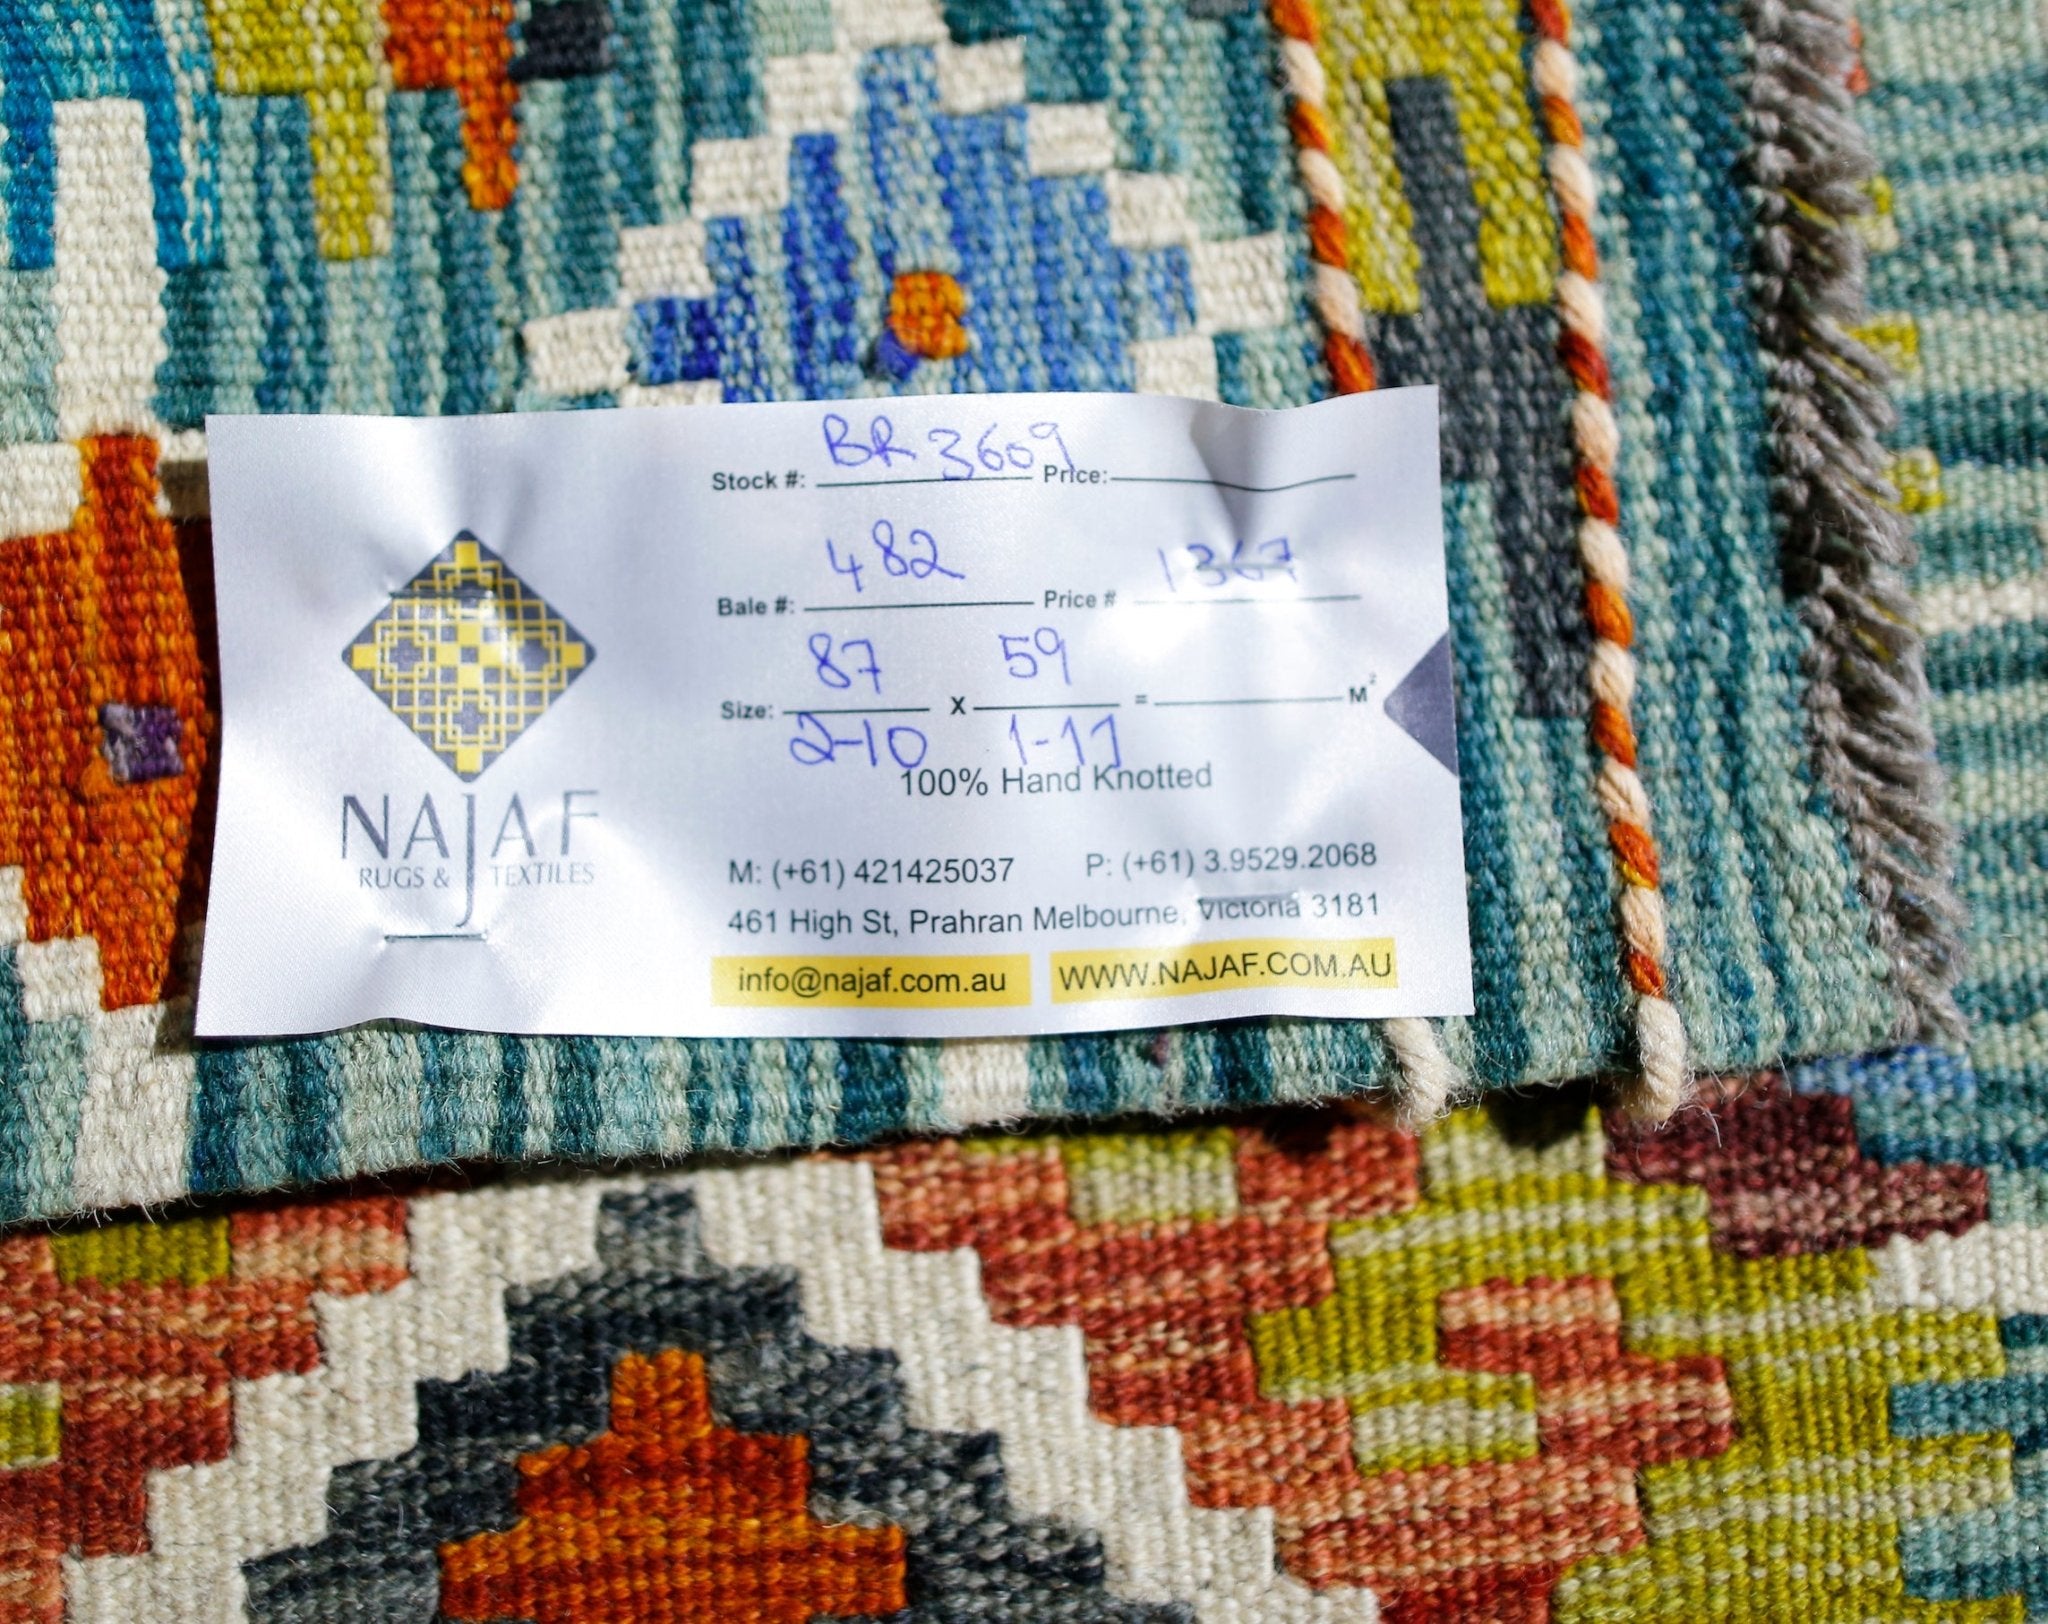 Stock #: BR 3609 Price:
Bale #: 482 Price # 1367
87 59
Size: X = M²
2-10 1-11
100% Hand Knotted
NAJAF
RUGS & TEXTILES
M: (+61) 421425037 P: (+61) 3.9529.2068
461 High St, Prahran Melbourne, Victoria 3181
info@najaf.com.au WWW.NAJAF.COM.AU